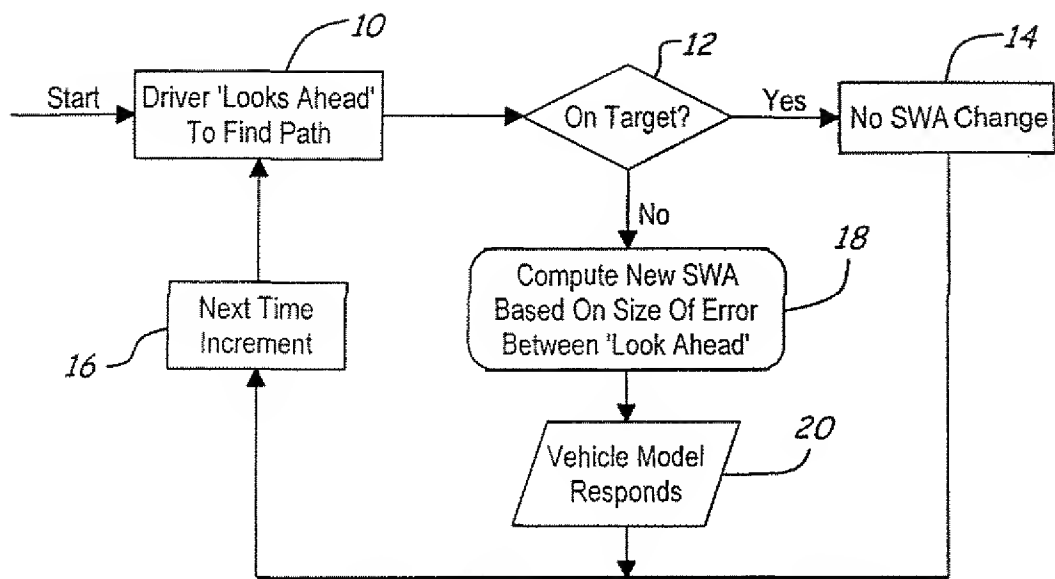 10
12
14
Start
Driver 'Looks Ahead'
To Find Path
On Target?
Yes
No SWA Change
No
18
Next Time
Increment
16
Compute New SWA
Based On Size Of Error
Between 'Look Ahead'
20
Vehicle Model
Responds